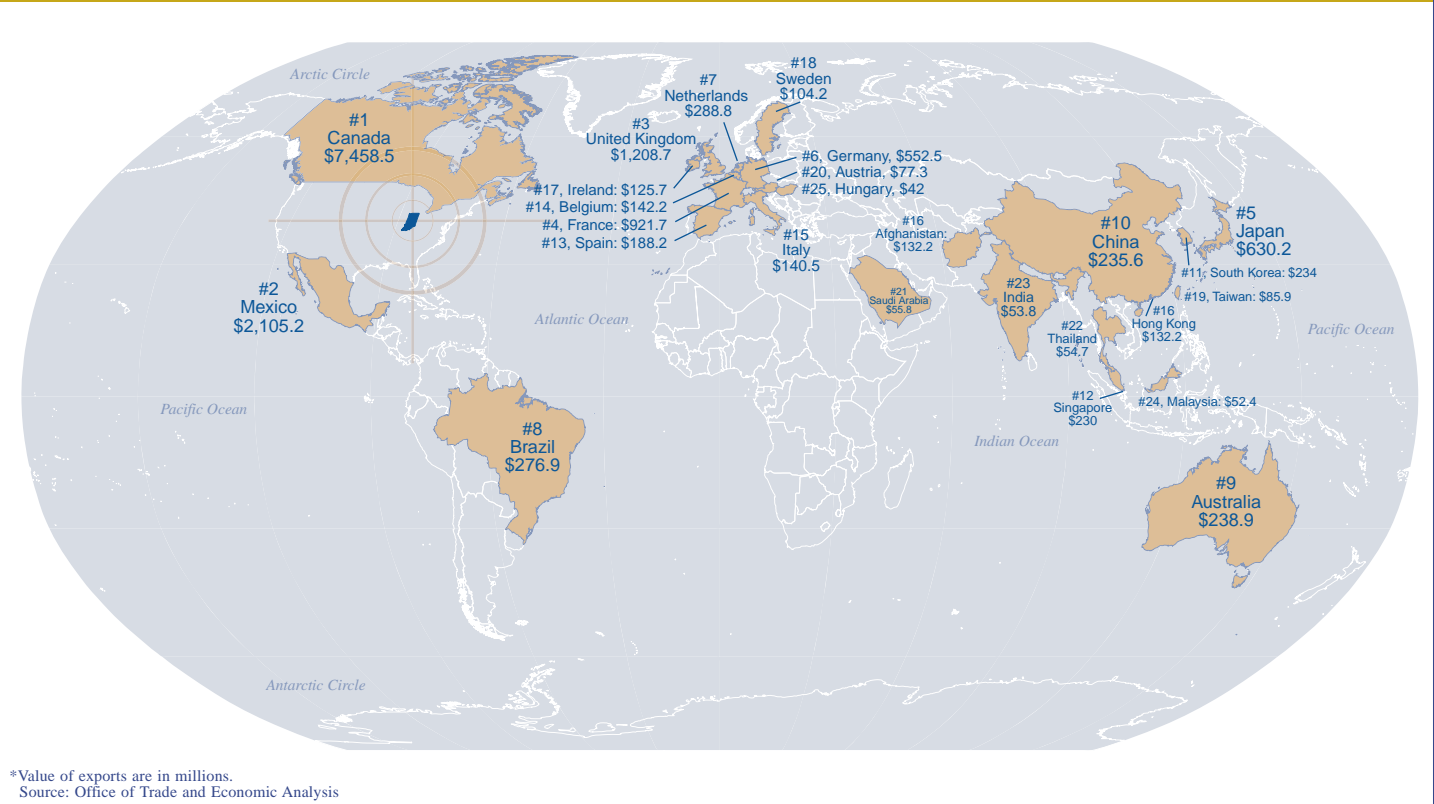 Arctic Circle
#1
Canada
$7,458.5
#18
Sweden
$104.2
#7
Netherlands
$288.8
#3
United Kingdom
$1,208.7
#6, Germany, $552.5
#20, Austria, $77.3
#25, Hungary, $42
#17, Ireland: $125.7
#14, Belgium: $142.2
#4, France: $921.7
#13, Spain: $188.2
#15
Italy
$140.5
#16
Afghanistan:
$132.2
#10
China
$235.6
#5
Japan
$630.2
#11, South Korea: $234
#19, Taiwan: $85.9
#16
Hong Kong
$132.2
#21
Saudi Arabia
$55.8
#23
India
$53.8
#22
Thailand
$54.7
#2
Mexico
$2,105.2
Atlantic Ocean
Pacific Ocean
Pacific Ocean
#12
Singapore
$230
#24, Malaysia: $52.4
#8
Brazil
$276.9
Indian Ocean
#9
Australia
$238.9
Antarctic Circle
*Value of exports are in millions.
Source: Office of Trade and Economic Analysis